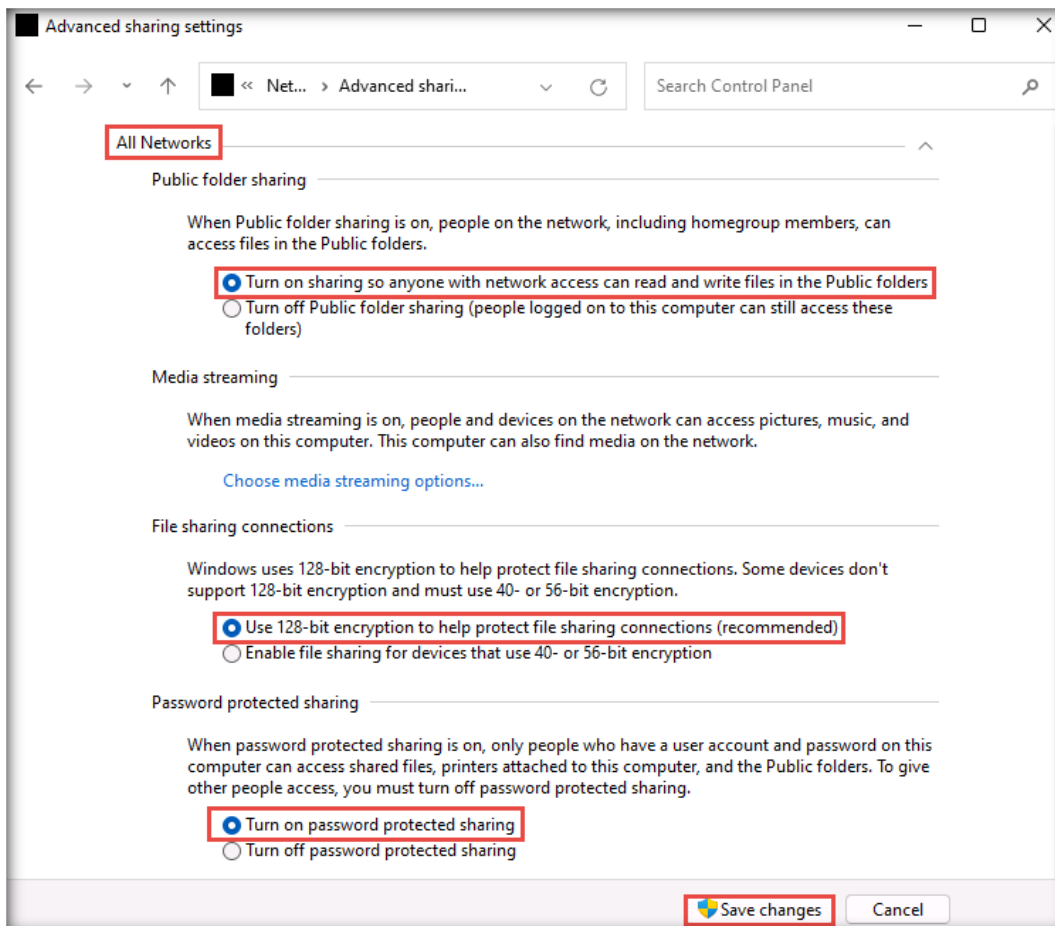 Advanced sharing settings
« Net... › Advanced shari...
Search Control Panel
All Networks
Public folder sharing
When Public folder sharing is on, people on the network, including homegroup members, can
access files in the Public folders.
Turn on sharing so anyone with network access can read and write files in the Public folders
Turn off Public folder sharing (people logged on to this computer can still access these
folders)
Media streaming
When media streaming is on, people and devices on the network can access pictures, music, and
videos on this computer. This computer can also find media on the network.
Choose media streaming options...
File sharing connections
Windows uses 128-bit encryption to help protect file sharing connections. Some devices don't
support 128-bit encryption and must use 40- or 56-bit encryption.
Use 128-bit encryption to help protect file sharing connections (recommended)
Enable file sharing for devices that use 40- or 56-bit encryption
Password protected sharing
When password protected sharing is on, only people who have a user account and password on this
computer can access shared files, printers attached to this computer, and the Public folders. To give
other people access, you must turn off password protected sharing.
Turn on password protected sharing
Turn off password protected sharing
Save changes
Cancel